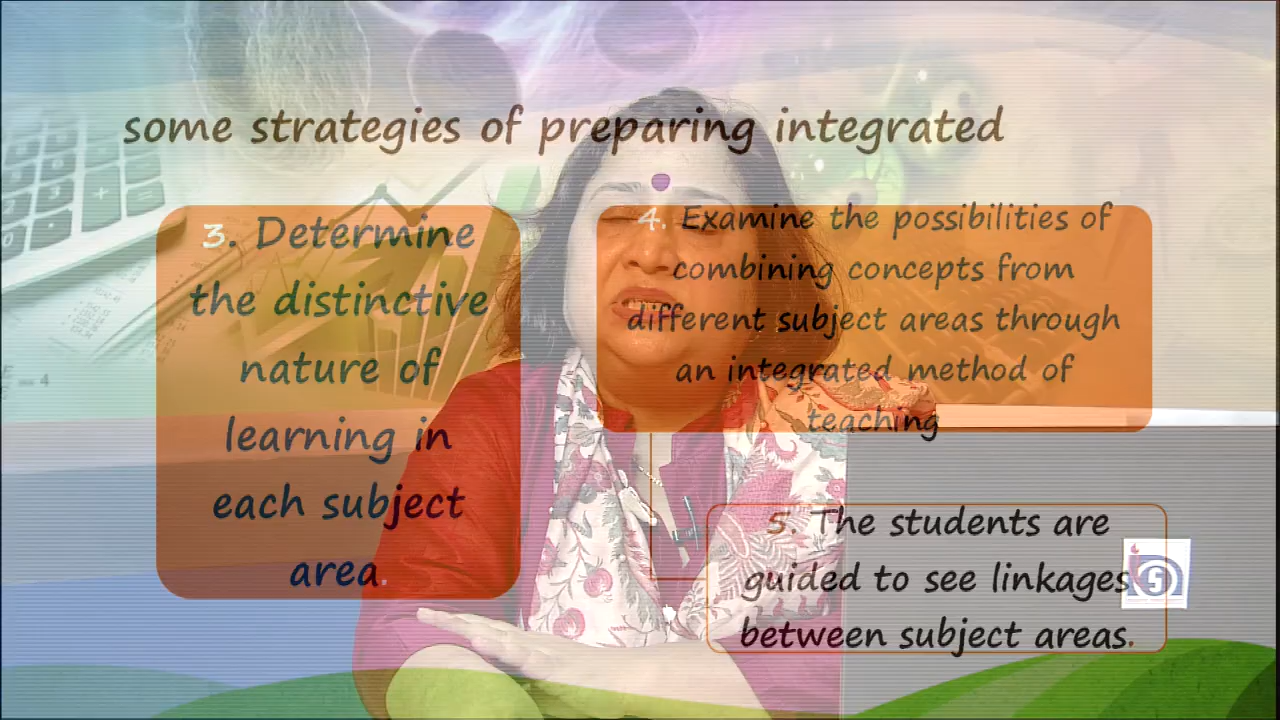 some strategies of preparing integrated
3. Determine
the distinctive
nature of
learning in
each subject
area.
4. Examine the possibilities of
combining concepts from
different subject areas through
an integrated method of
teaching
5. The students are
guided to see linkages
between subject areas.
= 4